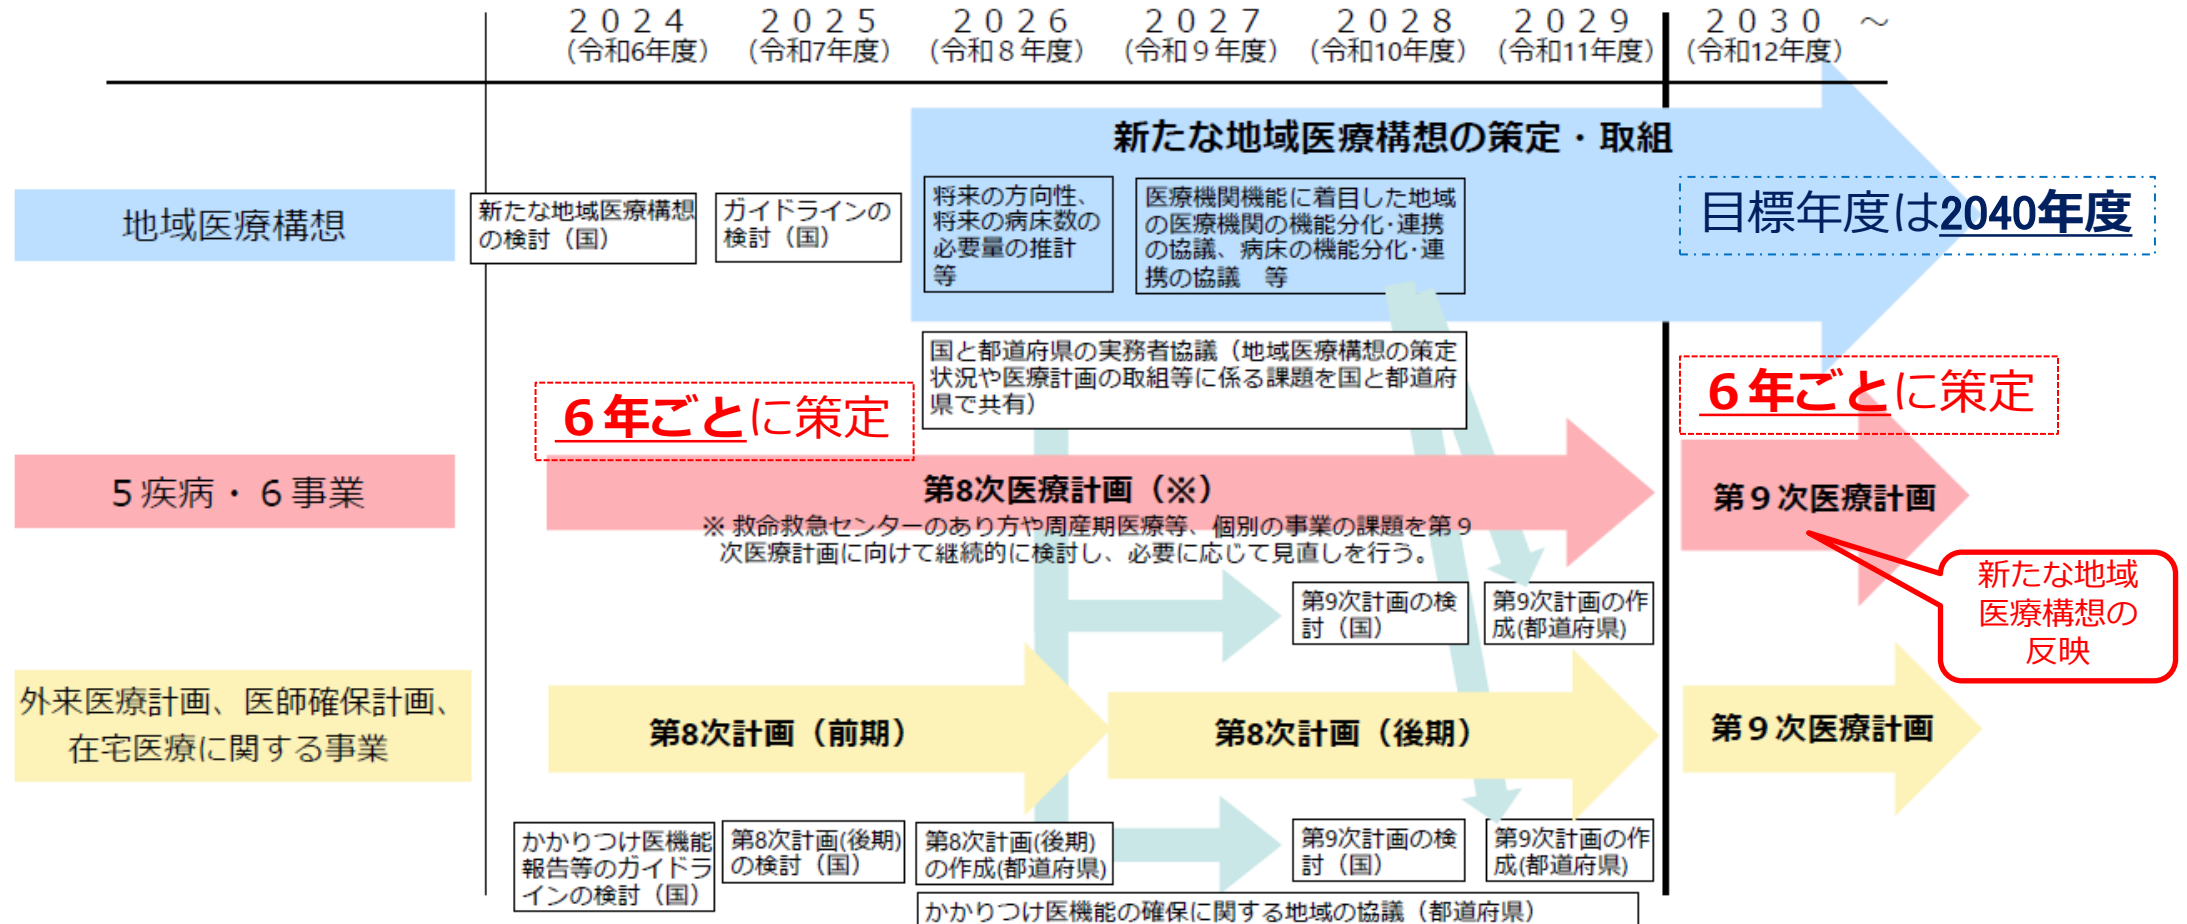 ２０２４
(令和6年度)
２０２５
(令和7年度)
２０２６
(令和８年度)
２０２７
(令和９年度)
２０２８
(令和10年度)
２０２９
(令和11年度)
２０３０　～
(令和12年度)
新たな地域医療構想の策定・取組
地域医療構想
新たな地域医療構想
の検討（国）
ガイドラインの
検討（国）
将来の方向性、
将来の病床数の
必要量の推計
等
医療機関機能に着目した地域
の医療機関の機能分化･連携
の協議、病床の機能分化･連
携の協議　等
目標年度は2040年度
国と都道府県の実務者協議（地域医療構想の策定
状況や医療計画の取組等に係る課題を国と都道府
県で共有）
６年ごとに策定
６年ごとに策定
５疾病・６事業
第8次医療計画（※）
※ 救命救急センターのあり方や周産期医療等、個別の事業の課題を第９
次医療計画に向けて継続的に検討し、必要に応じて見直しを行う。
第９次医療計画
新たな地域
医療構想の
反映
第9次計画の検
討（国）
第9次計画の作
成(都道府県)
外来医療計画、医師確保計画、
在宅医療に関する事業
第8次計画（前期）
第8次計画（後期）
第９次医療計画
かかりつけ医機能
報告等のガイドラ
インの検討（国）
第8次計画(後期)
の検討（国）
第8次計画(後期)
の作成(都道府県)
第9次計画の検
討（国）
第9次計画の作
成(都道府県)
かかりつけ医機能の確保に関する地域の協議（都道府県）